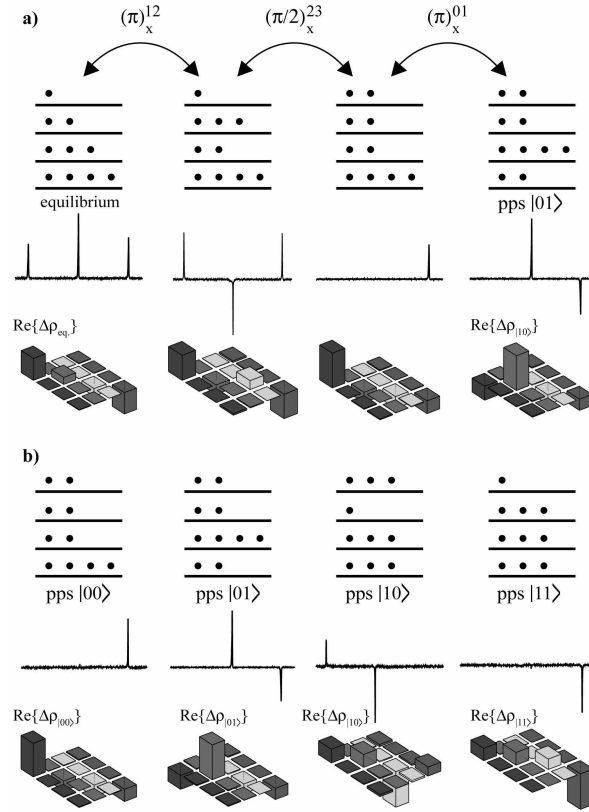 a)
(π)x12 (π/2)x23 (π)x01
equilibrium pps |01⟩
Re{Δρeq.} Re{Δρ|10⟩}
b)
pps |00⟩ pps |01⟩ pps |10⟩ pps |11⟩
Re{Δρ|00⟩} Re{Δρ|01⟩} Re{Δρ|10⟩} Re{Δρ|11⟩}